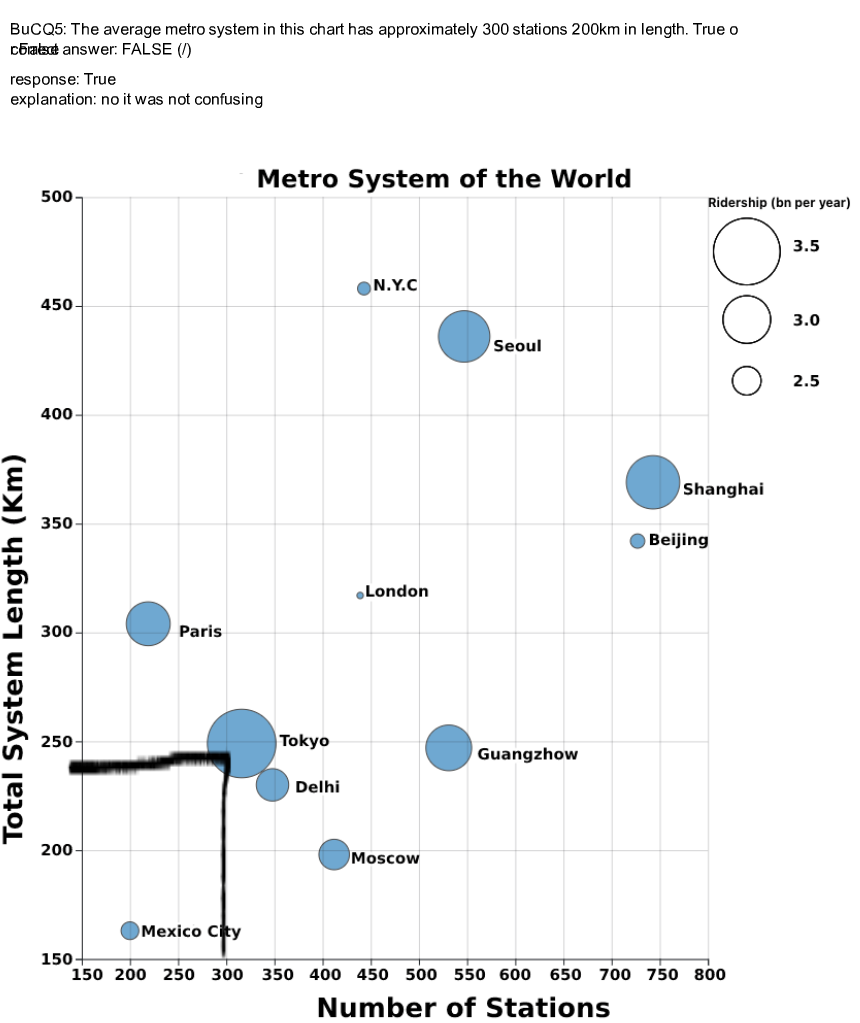 BuCQ5: The average metro system in this chart has approximately 300 stations 200km in length. True o
correct answer: FALSE (/)
response: True
explanation: no it was not confusing
Metro System of the World
Ridership (bn per year)
3.5
3.0
2.5
Total System Length (Km)
500
450
400
350
300
250
200
150
N.Y.C
Seoul
Shanghai
Beijing
London
Paris
Tokyo
Guangzhow
Delhi
Moscow
Mexico City
150 200 250 300 350 400 450 500 550 600 650 700 750 800
Number of Stations